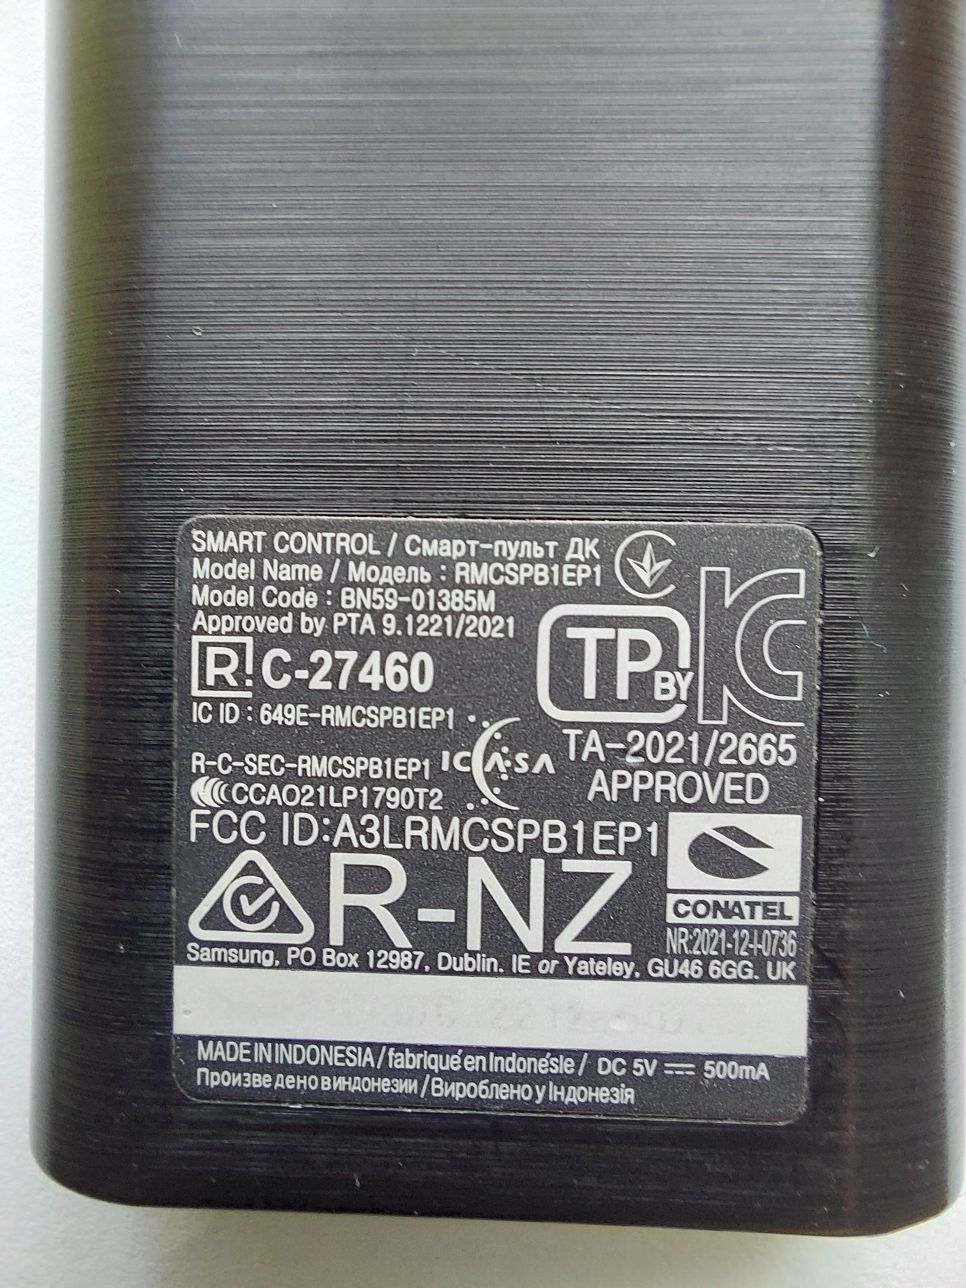 SMART CONTROL / Смарт-пульт ДК
Model Name / Модель : RMCSPB1EP1
Model Code : BN59-01385M
Approved by PTA 9.1221/2021
R! C-27460
TP BY
IC ID : 649E-RMCSPB1EP1
R-C-SEC-RMCSPB1EP1
ICASA
TA-2021/2665
APPROVED
CCAO21LP1790T2
FCC ID:A3LRMCSPB1EP1
R-NZ
CONATEL
NR:2021-12-I-0736
Samsung, PO Box 12987, Dublin. IE or Yateley, GU46 6GG. UK
MADE IN INDONESIA / fabriqué en Indonésie / DC 5V 500mA
Произведено в индонезии / Вироблено у Індонезія